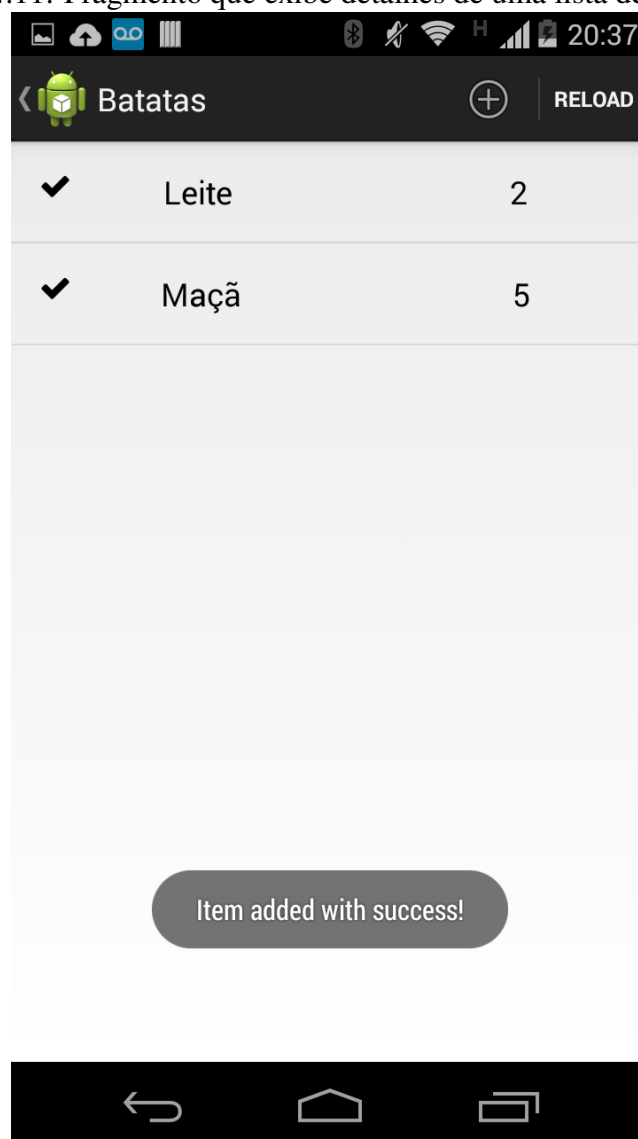 Fragmento que exibe detalhes de uma lista de
H 20:37
Batatas RELOAD
Leite 2
Maçã 5
Item added with success!